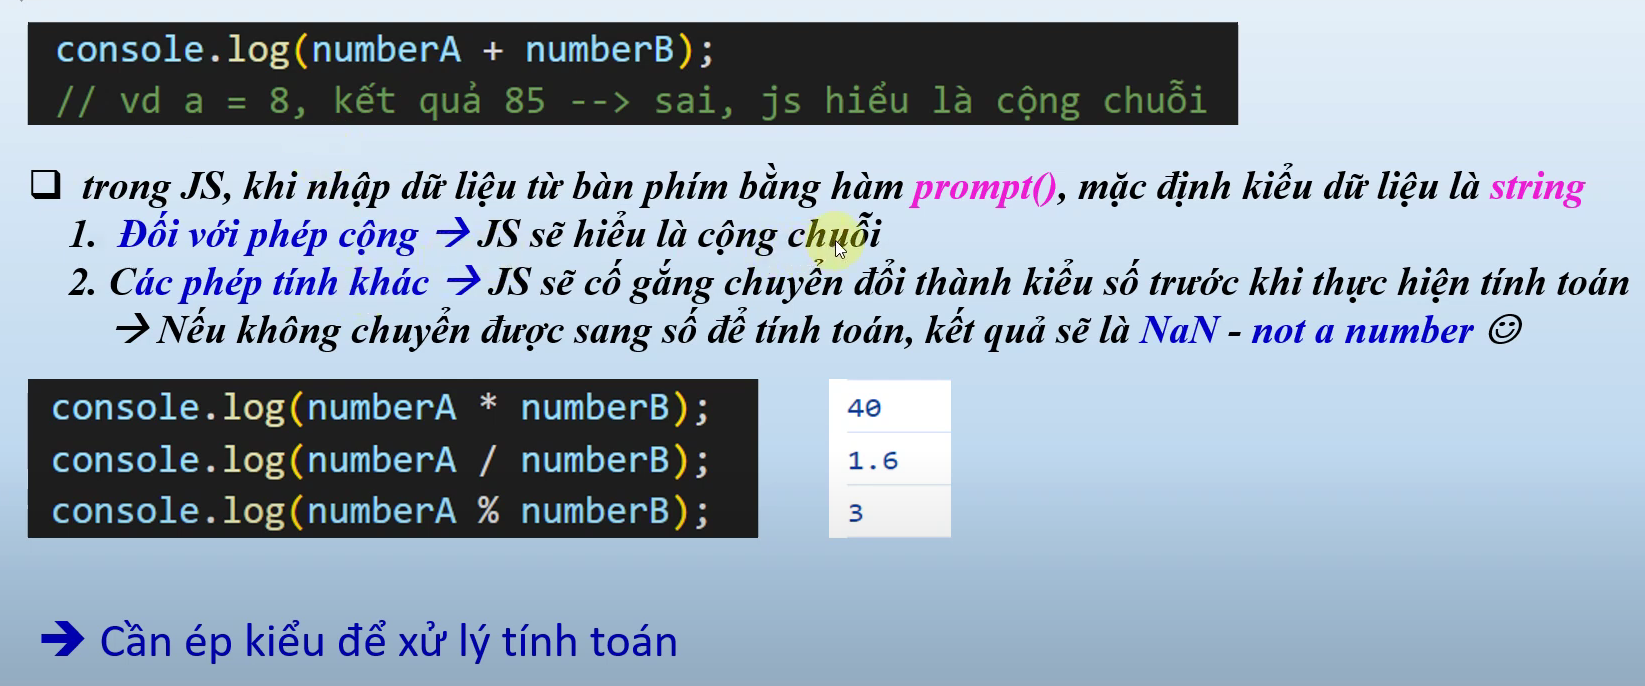 console.log(numberA + numberB);
// vd a = 8, kết quả 85 --> sai, js hiểu là cộng chuỗi
❑ trong JS, khi nhập dữ liệu từ bàn phím bằng hàm prompt(), mặc định kiểu dữ liệu là string
1. Đối với phép cộng → JS sẽ hiểu là cộng chuỗi
2. Các phép tính khác → JS sẽ cố gắng chuyển đổi thành kiểu số trước khi thực hiện tính toán
→ Nếu không chuyển được sang số để tính toán, kết quả sẽ là NaN - not a number ☺
console.log(numberA * numberB);
console.log(numberA / numberB);
console.log(numberA % numberB);
40
1.6
3
➔ Cần ép kiểu để xử lý tính toán